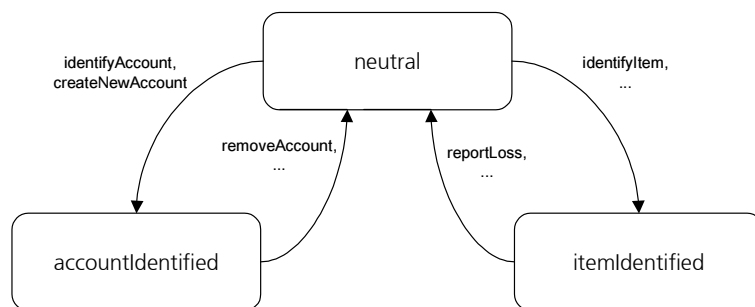 neutral
identifyAccount,
createNewAccount
identifyItem,
...
removeAccount,
...
reportLoss,
...
accountIdentified
itemIdentified